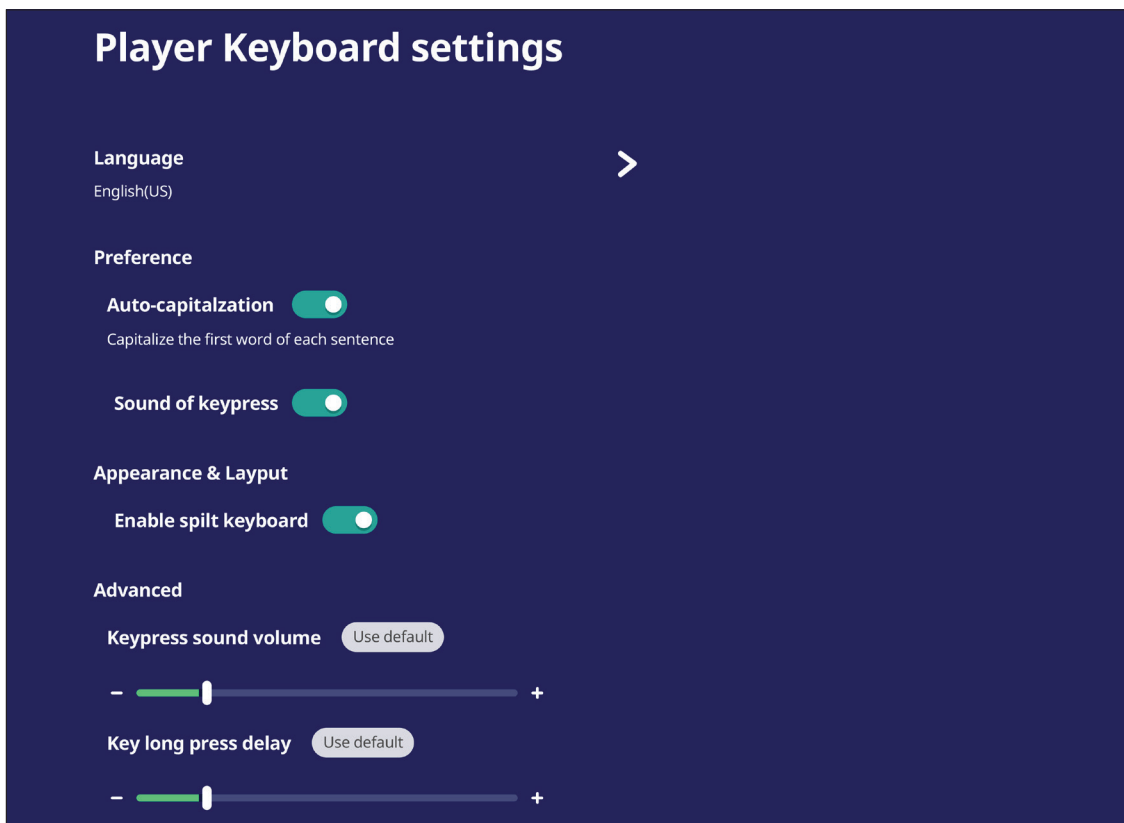 Player Keyboard settings
Language
English(US)
Preference
Auto-capitalzation
Capitalize the first word of each sentence
Sound of keypress
Appearance & Layput
Enable spilt keyboard
Advanced
Keypress sound volume Use default
- +
Key long press delay Use default
- +